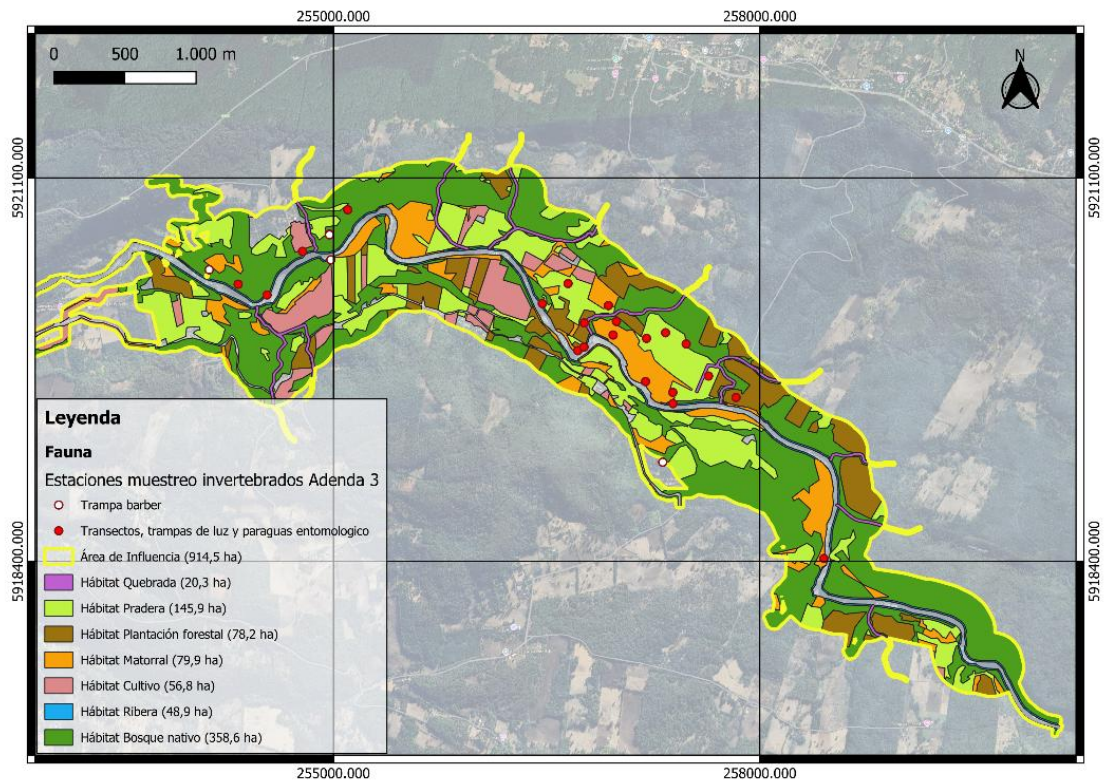 255000.000 258000.000
0 500 1.000 m
N
5921100.000 5921100.000
5918400.000
Leyenda
Fauna
Estaciones muestreo invertebrados Adenda 3
Trampa barber
Transectos, trampas de luz y paraguas entomologico
Área de Influencia (914,5 ha)
Hábitat Quebrada (20,3 ha)
Hábitat Pradera (145,9 ha)
Hábitat Plantación forestal (78,2 ha)
Hábitat Matorral (79,9 ha)
Hábitat Cultivo (56,8 ha)
Hábitat Ribera (48,9 ha)
Hábitat Bosque nativo (358,6 ha)
5918400.000
255000.000 258000.000